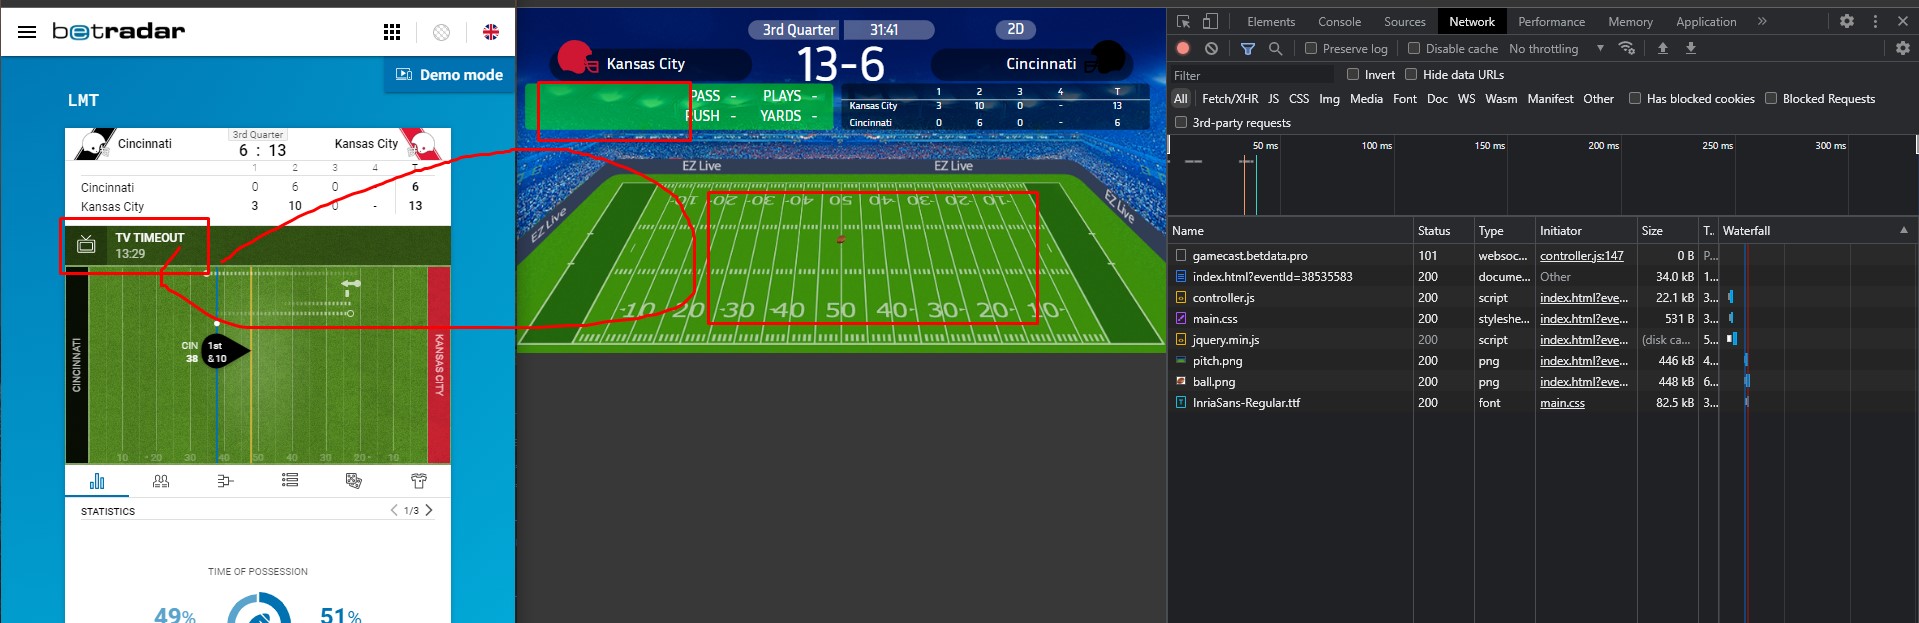 betradar
Demo mode
LMT
Cincinnati
3rd Quarter
6 : 13
Kansas City
1 2 3 4 T
Cincinnati 0 6 0 - 6
Kansas City 3 10 0 - 13
TV TIMEOUT
13:29
CINCINNATI
CIN
38
1st
& 10
KANSAS CITY
10 20 30 40 50 40 30 20 10
STATISTICS
1/3
TIME OF POSSESSION
49%
51%
3rd Quarter
31:41
2D
Kansas City
13-6
Cincinnati
PASS - PLAYS -
RUSH - YARDS -
1 2 3 4 T
Kansas City 3 10 0 - 13
Cincinnati 0 6 0 - 6
EZ Live
EZ Live
EZ Live
EZ Live
10 20 30 40 50 40 30 20 10
10 20 30 40 50 40 30 20 10
Elements Console Sources Network Performance Memory Application
Preserve log Disable cache No throttling
Filter
Invert Hide data URLs
All Fetch/XHR JS CSS Img Media Font Doc WS Wasm Manifest Other Has blocked cookies Blocked Requests
3rd-party requests
50 ms 100 ms 150 ms 200 ms 250 ms 300 ms
Name Status Type Initiator Size T.. Waterfall
gamecast.betdata.pro 101 websoc... controller.js:147 0 B P...
index.html?eventId=38535583 200 docume... Other 34.0 kB 1...
controller.js 200 script index.html?eve... 22.1 kB 3...
main.css 200 styleshe... index.html?eve... 531 B 3...
jquery.min.js 200 script index.html?eve... (disk ca... 5...
pitch.png 200 png index.html?eve... 446 kB 4...
ball.png 200 png index.html?eve... 448 kB 6...
InriaSans-Regular.ttf 200 font main.css 82.5 kB 3...